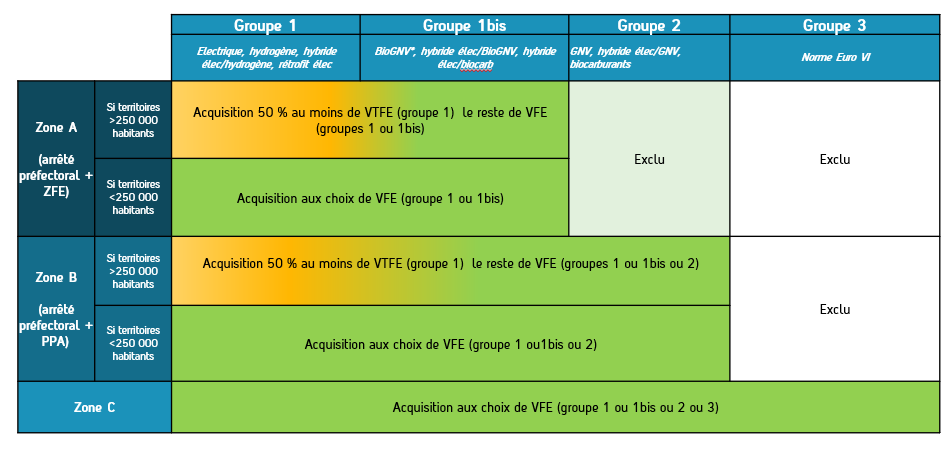 Groupe 1
Groupe 1bis
Groupe 2
Groupe 3
Electrique, hydrogène, hybride
élec/hydrogène, rétrofit élec
BioGNV*, hybride élec/BioGNV, hybride
élec/biocarb
GNV, hybride élec/GNV,
biocarburants
Norme Euro VI
Zone A
(arrêté
préfectoral +
ZFE)
Si territoires
>250 000
habitants
Acquisition 50 % au moins de VTFE (groupe 1) le reste de VFE
(groupes 1 ou 1bis)
Exclu
Exclu
Si territoires
<250 000
habitants
Acquisition aux choix de VFE (groupe 1 ou 1bis)
Zone B
(arrêté
préfectoral +
PPA)
Si territoires
>250 000
habitants
Acquisition 50 % au moins de VTFE (groupe 1) le reste de VFE (groupes 1 ou 1bis ou 2)
Exclu
Si territoires
<250 000
habitants
Acquisition aux choix de VFE (groupe 1 ou1bis ou 2)
Zone C
Acquisition aux choix de VFE (groupe 1 ou 1bis ou 2 ou 3)